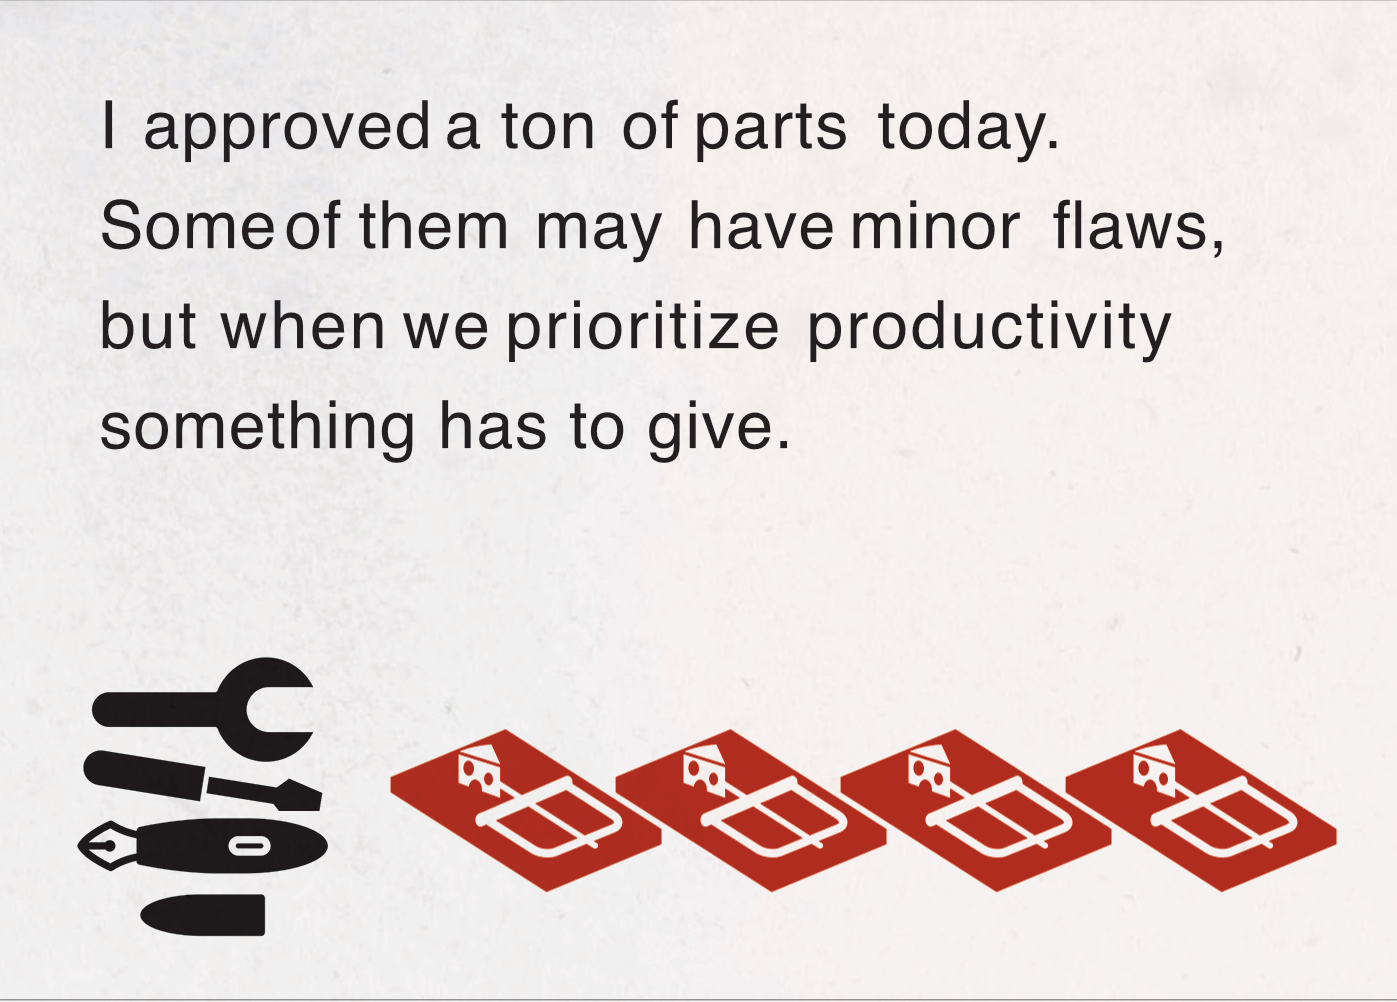 I approved a ton of parts today.
Some of them may have minor flaws,
but when we prioritize productivity
something has to give.